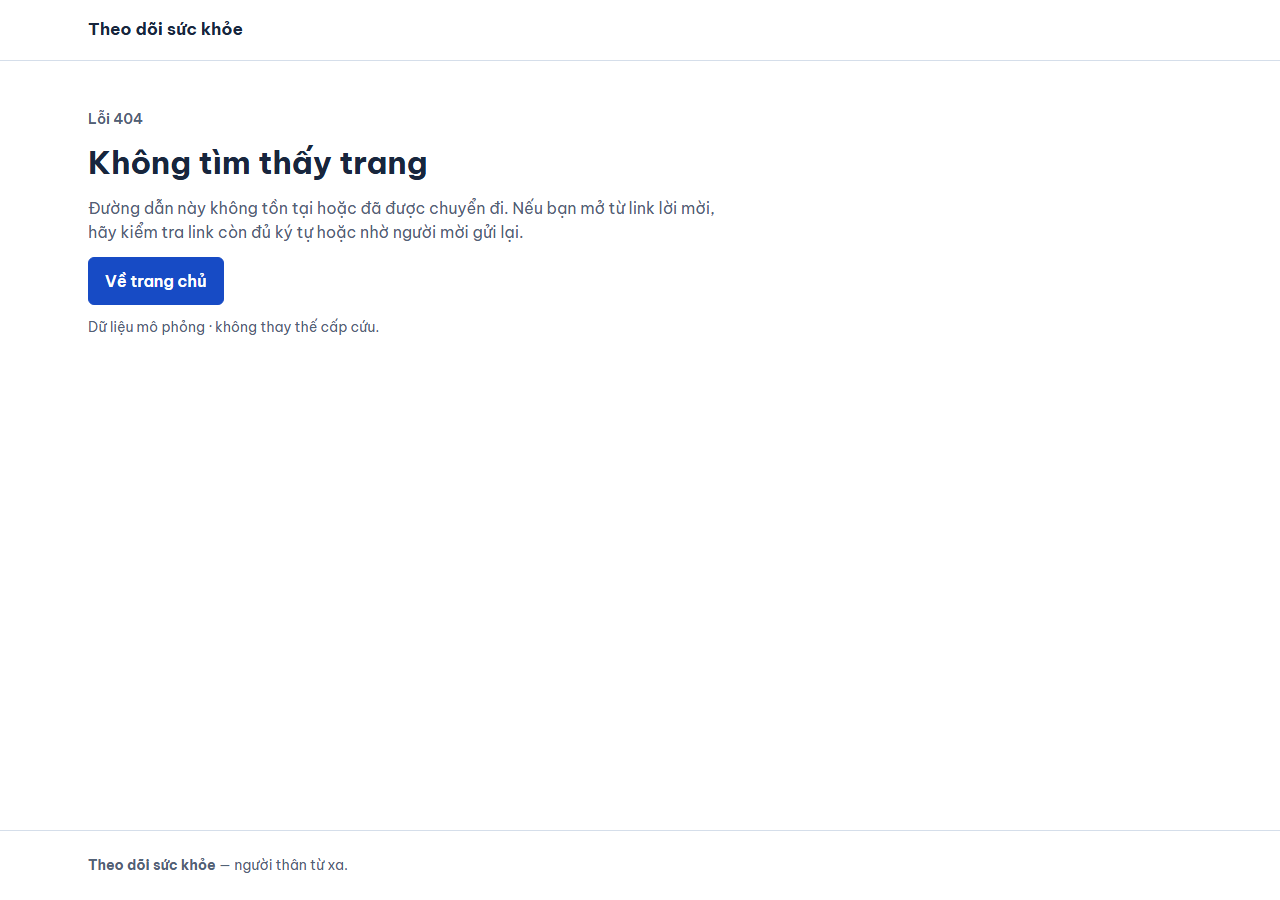 Theo dõi sức khỏe
Lỗi 404
Không tìm thấy trang
Đường dẫn này không tồn tại hoặc đã được chuyển đi. Nếu bạn mở từ link lời mời,
hãy kiểm tra link còn đủ ký tự hoặc nhờ người mời gửi lại.
Về trang chủ
Dữ liệu mô phỏng · không thay thế cấp cứu.
Theo dõi sức khỏe — người thân từ xa.